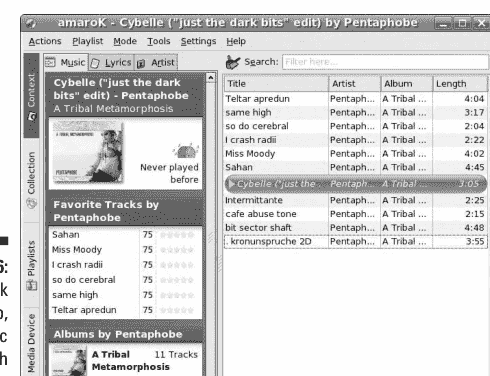 amaroK - Cybelle ("just the dark bits" edit) by Pentaphobe
Actions Playlist Mode Tools Settings Help
Music Lyrics Artist
Search: Filter here...
Context
Collection
Playlists
Media Device
Cybelle ("just the dark
bits" edit) - Pentaphobe
A Tribal Metamorphosis
Never played
before
Favorite Tracks by
Pentaphobe
Sahan 75
Miss Moody 75
I crash radii 75
so do cerebral 75
same high 75
Teltar apredun 75
Albums by Pentaphobe
A Tribal 11 Tracks
Metamorphosis
Title Artist Album Length
Teltar apredun Pentaph... A Tribal ... 4:04
same high Pentaph... A Tribal ... 3:17
so do cerebral Pentaph... A Tribal ... 2:04
I crash radii Pentaph... A Tribal ... 2:22
Miss Moody Pentaph... A Tribal ... 4:02
Sahan Pentaph... A Tribal ... 4:45
Cybelle ("just the... Pentaph... A Tribal ... 3:05
Intermittante Pentaph... A Tribal ... 2:25
cafe abuse tone Pentaph... A Tribal ... 2:15
bit sector shaft Pentaph... A Tribal ... 4:48
. kronunspruche 2D Pentaph... A Tribal ... 3:55
6:
k
o,
c
h